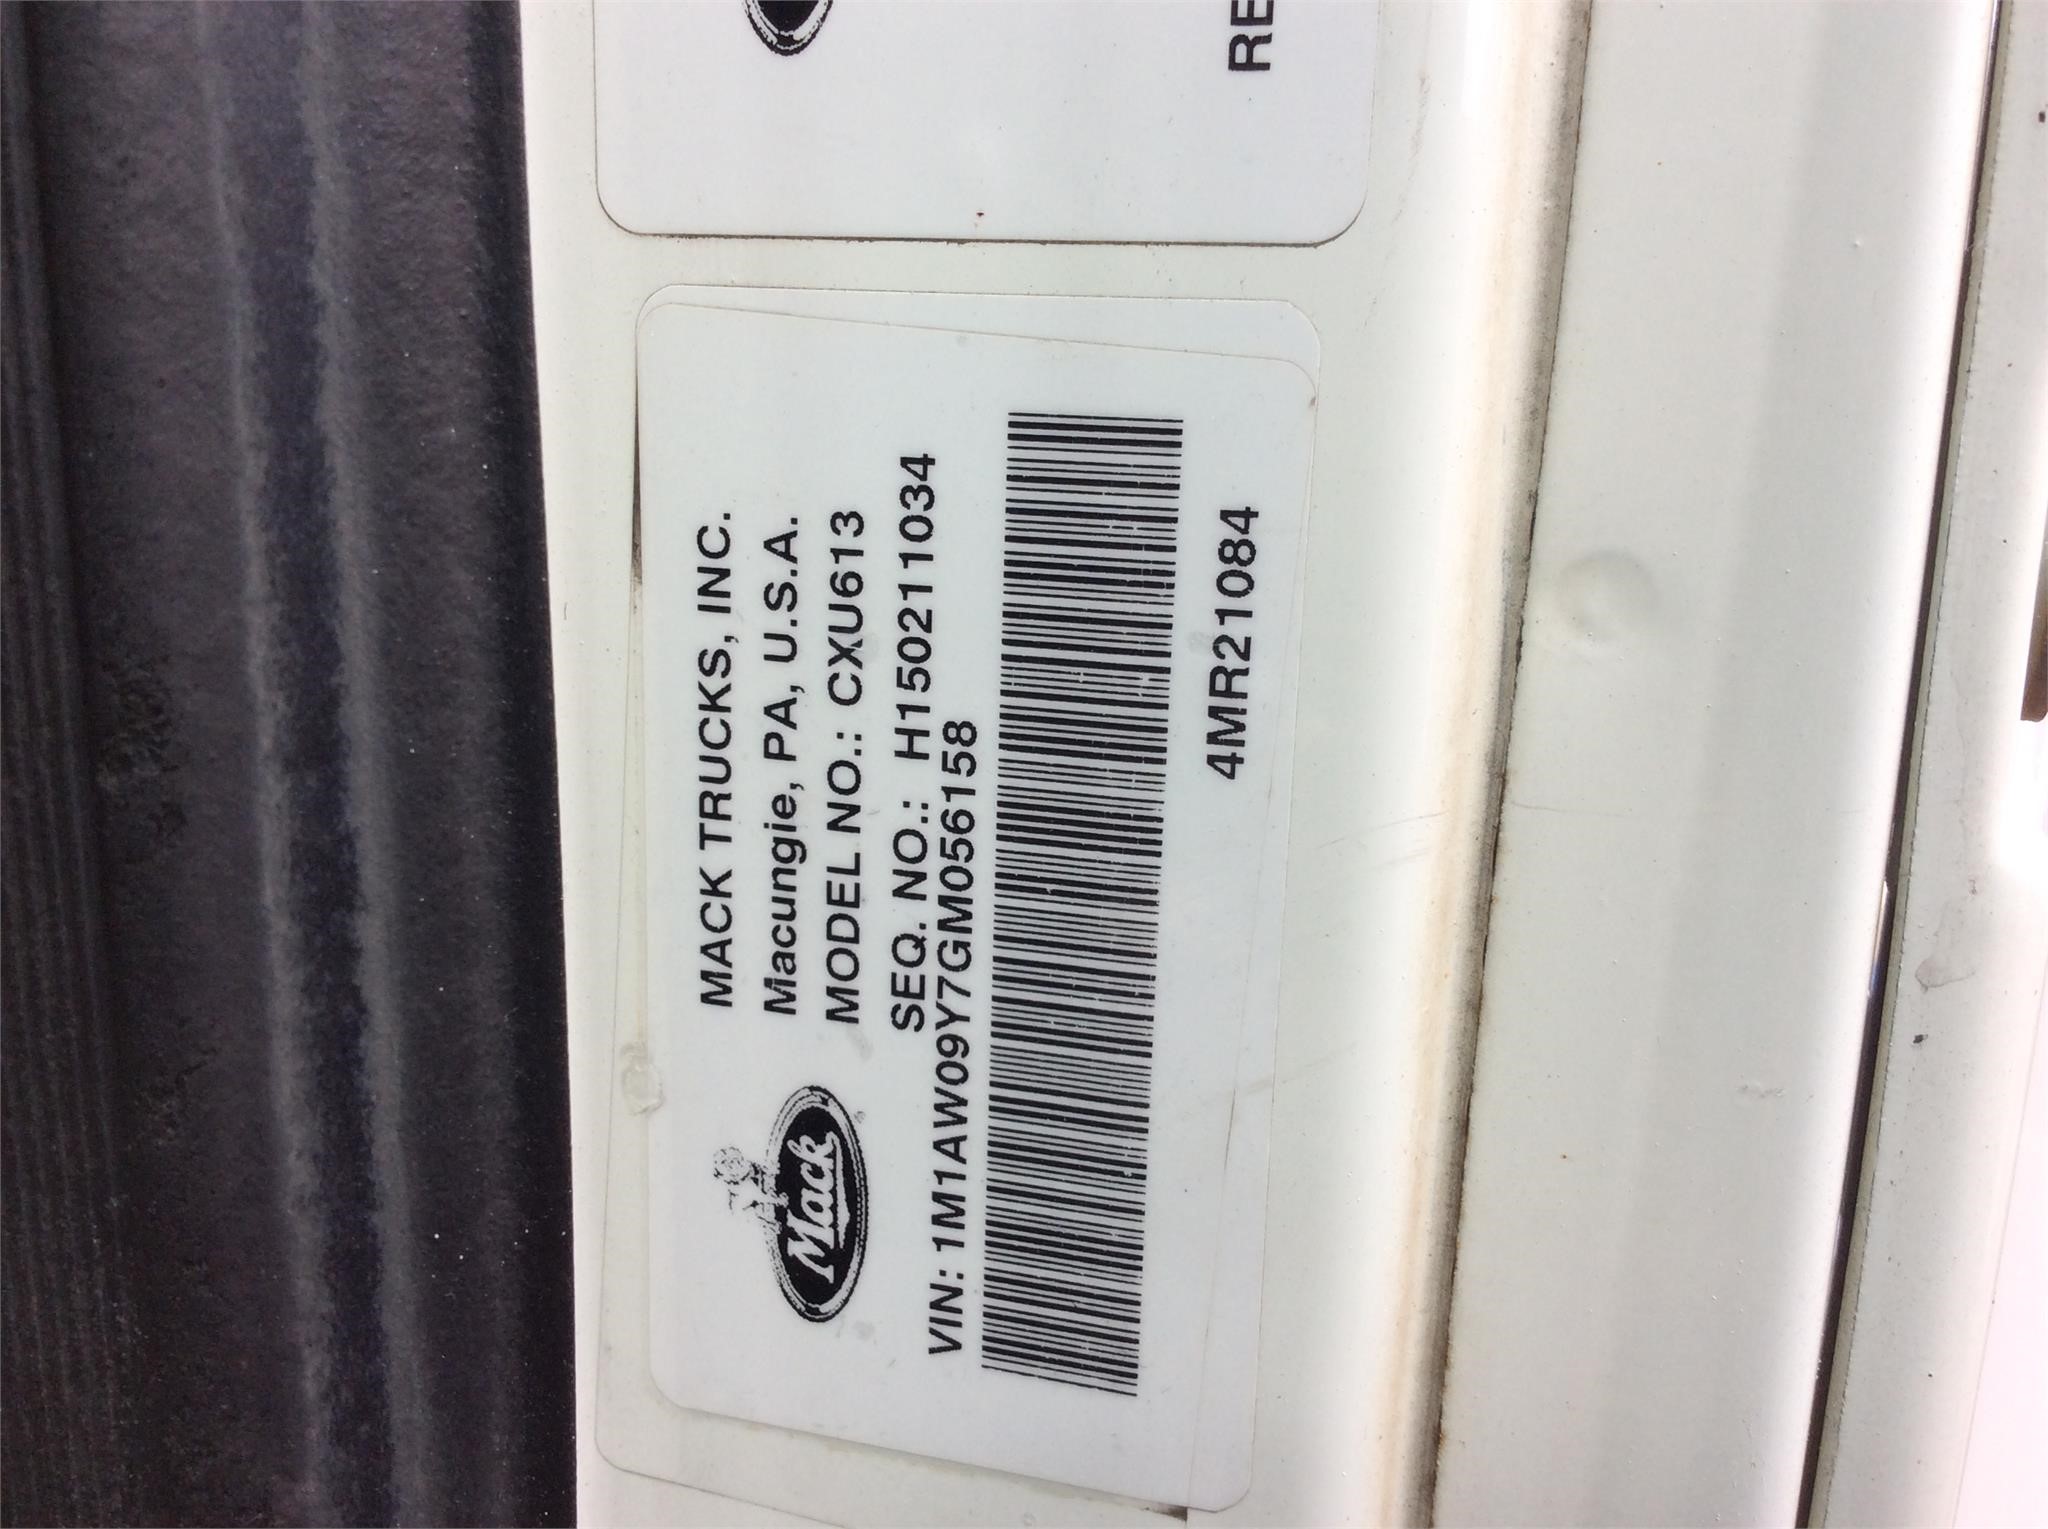 RE
MACK TRUCKS, INC.
Macungie, PA, U.S.A.
MODEL NO.: CXU613
SEQ. NO.: H150211034
VIN: 1M1AW09Y7GM056158
4MR21084
Mack
®